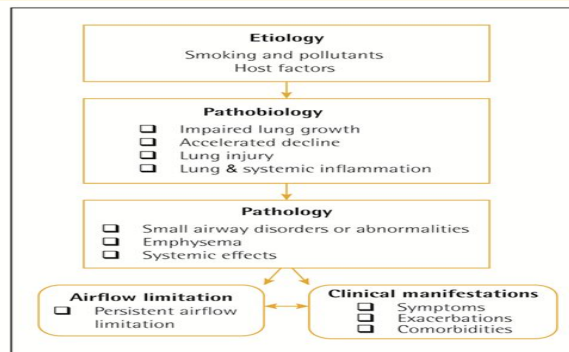 Etiology
Smoking and pollutants
Host factors
Pathobiology
❑ Impaired lung growth
❑ Accelerated decline
❑ Lung injury
❑ Lung & systemic inflammation
Pathology
❑ Small airway disorders or abnormalities
❑ Emphysema
❑ Systemic effects
Airflow limitation
❑ Persistent airflow
limitation
Clinical manifestations
❑ Symptoms
❑ Exacerbations
❑ Comorbidities